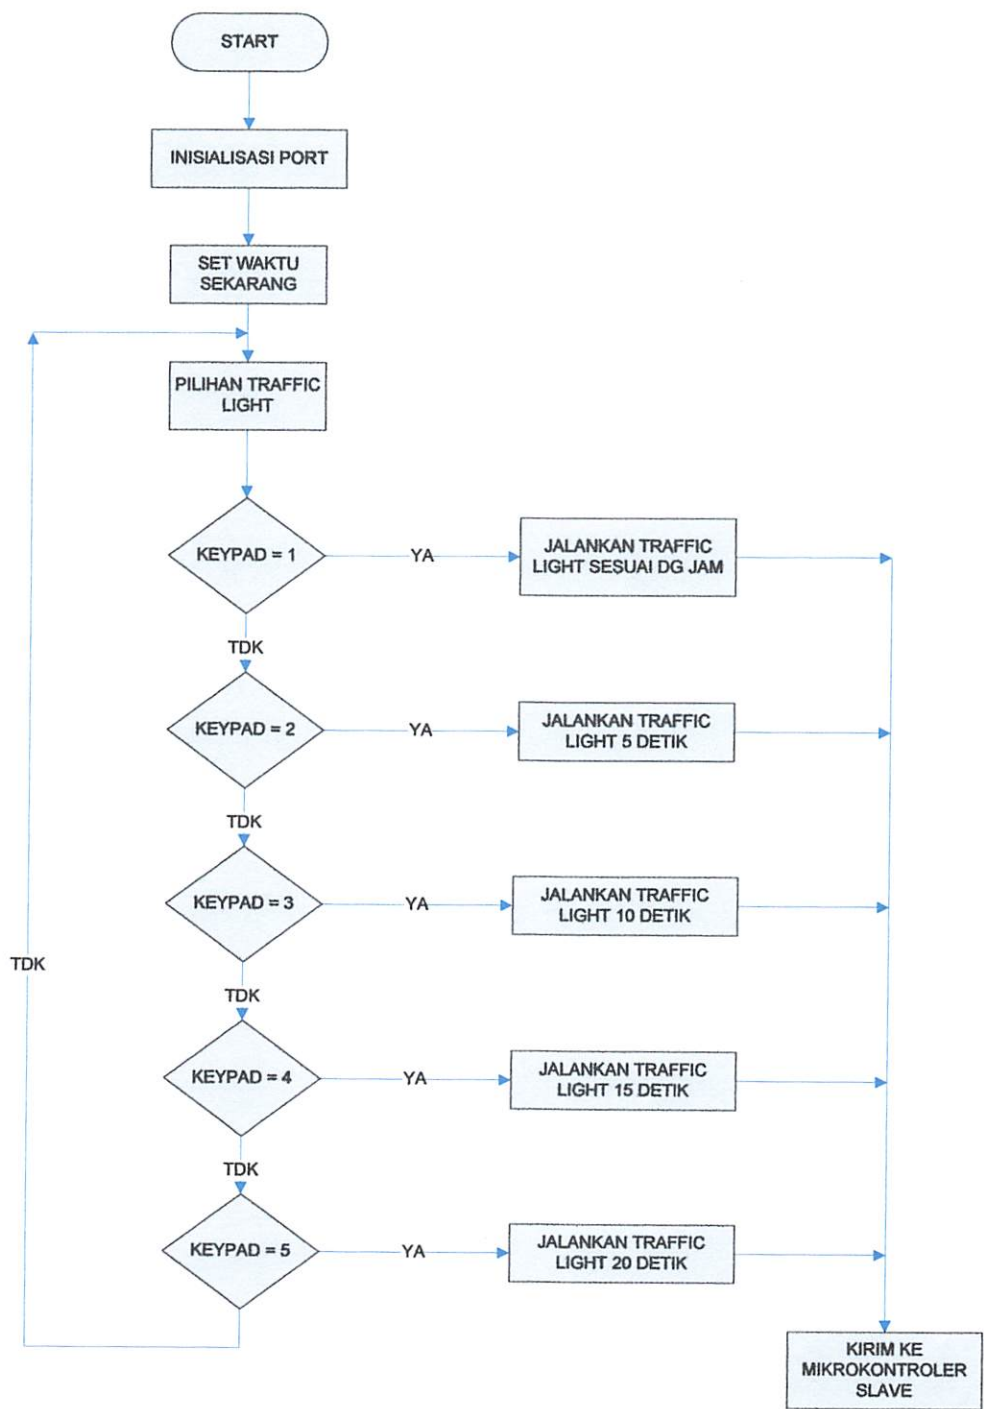 START
INISIALISASI PORT
SET WAKTU
SEKARANG
PILIHAN TRAFFIC
LIGHT
KEYPAD = 1
YA
JALANKAN TRAFFIC
LIGHT SESUAI DG JAM
TDK
KEYPAD = 2
YA
JALANKAN TRAFFIC
LIGHT 5 DETIK
TDK
KEYPAD = 3
YA
JALANKAN TRAFFIC
LIGHT 10 DETIK
TDK
TDK
KEYPAD = 4
YA
JALANKAN TRAFFIC
LIGHT 15 DETIK
TDK
KEYPAD = 5
YA
JALANKAN TRAFFIC
LIGHT 20 DETIK
KIRIM KE
MIKROKONTROLER
SLAVE